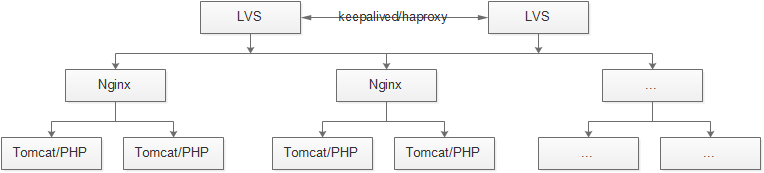 LVS
keepalived/haproxy
LVS
Nginx
Nginx
...
Tomcat/PHP
Tomcat/PHP
Tomcat/PHP
Tomcat/PHP
...
...